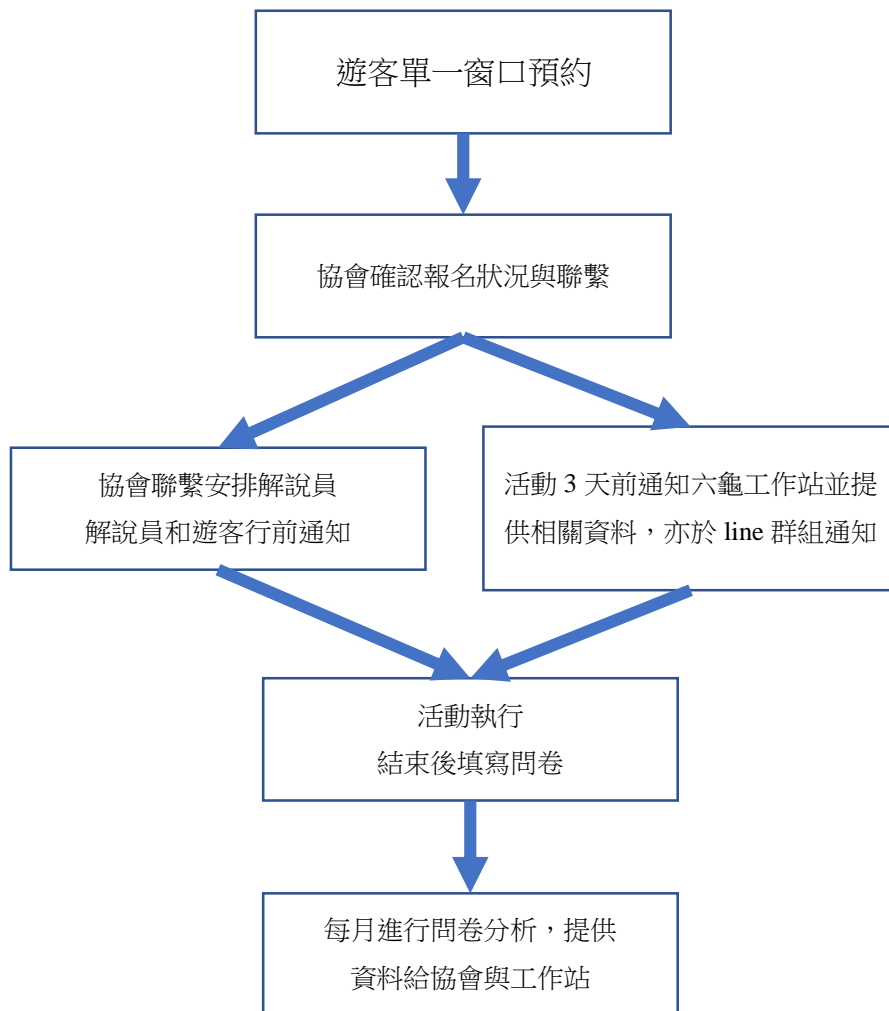 遊客單一窗口預約
協會確認報名狀況與聯繫
協會聯繫安排解說員
解說員和遊客行前通知
活動 3 天前通知六龜工作站並提
供相關資料，亦於 line 群組通知
活動執行
結束後填寫問卷
每月進行問卷分析，提供
資料給協會與工作站